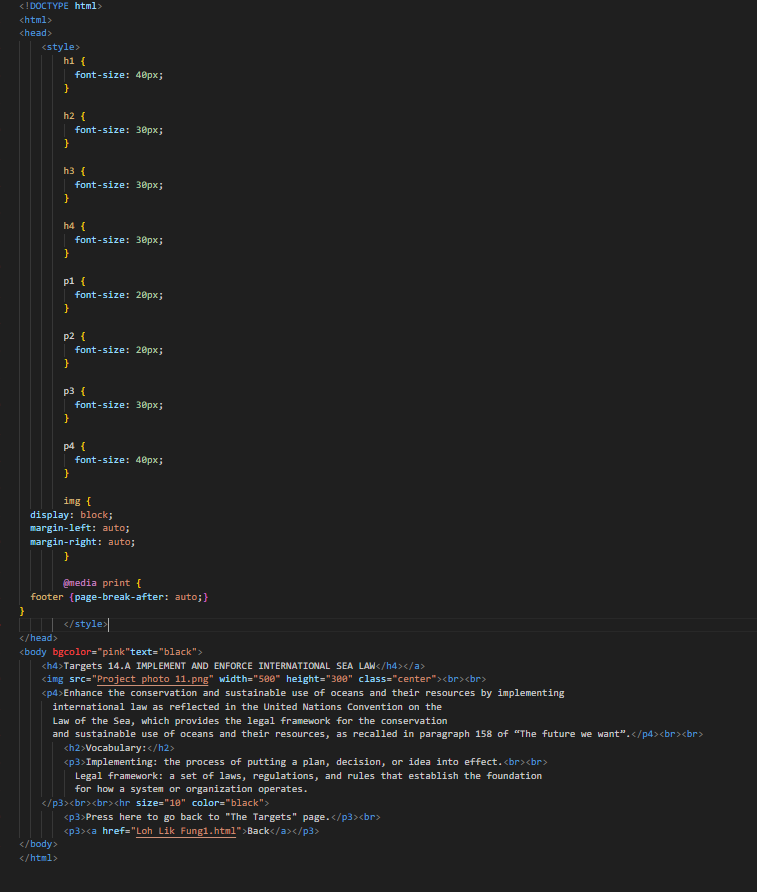 <!DOCTYPE html>
<html>
<head>
<style>
h1 {
font-size: 40px;
}
h2 {
font-size: 30px;
}
h3 {
font-size: 30px;
}
h4 {
font-size: 30px;
}
p1 {
font-size: 20px;
}
p2 {
font-size: 20px;
}
p3 {
font-size: 30px;
}
p4 {
font-size: 40px;
}
img {
display: block;
margin-left: auto;
margin-right: auto;
}
@media print {
footer {page-break-after: auto;}
}
</style>
</head>
<body bgcolor="pink"text="black">
<h4>Targets 14.A IMPLEMENT AND ENFORCE INTERNATIONAL SEA LAW</h4></a>
<img src="Project photo 11.png" width="500" height="300" class="center"><br><br>
<p4>Enhance the conservation and sustainable use of oceans and their resources by implementing
international law as reflected in the United Nations Convention on the
Law of the Sea, which provides the legal framework for the conservation
and sustainable use of oceans and their resources, as recalled in paragraph 158 of “The future we want”.</p4><br><br>
<h2>Vocabulary:</h2>
<p3>Implementing: the process of putting a plan, decision, or idea into effect.<br><br>
Legal framework: a set of laws, regulations, and rules that establish the foundation
for how a system or organization operates.
</p3><br><br><hr size="10" color="black">
<p3>Press here to go back to "The Targets" page.</p3><br>
<p3><a href="Loh Lik Fung1.html">Back</a></p3>
</body>
</html>